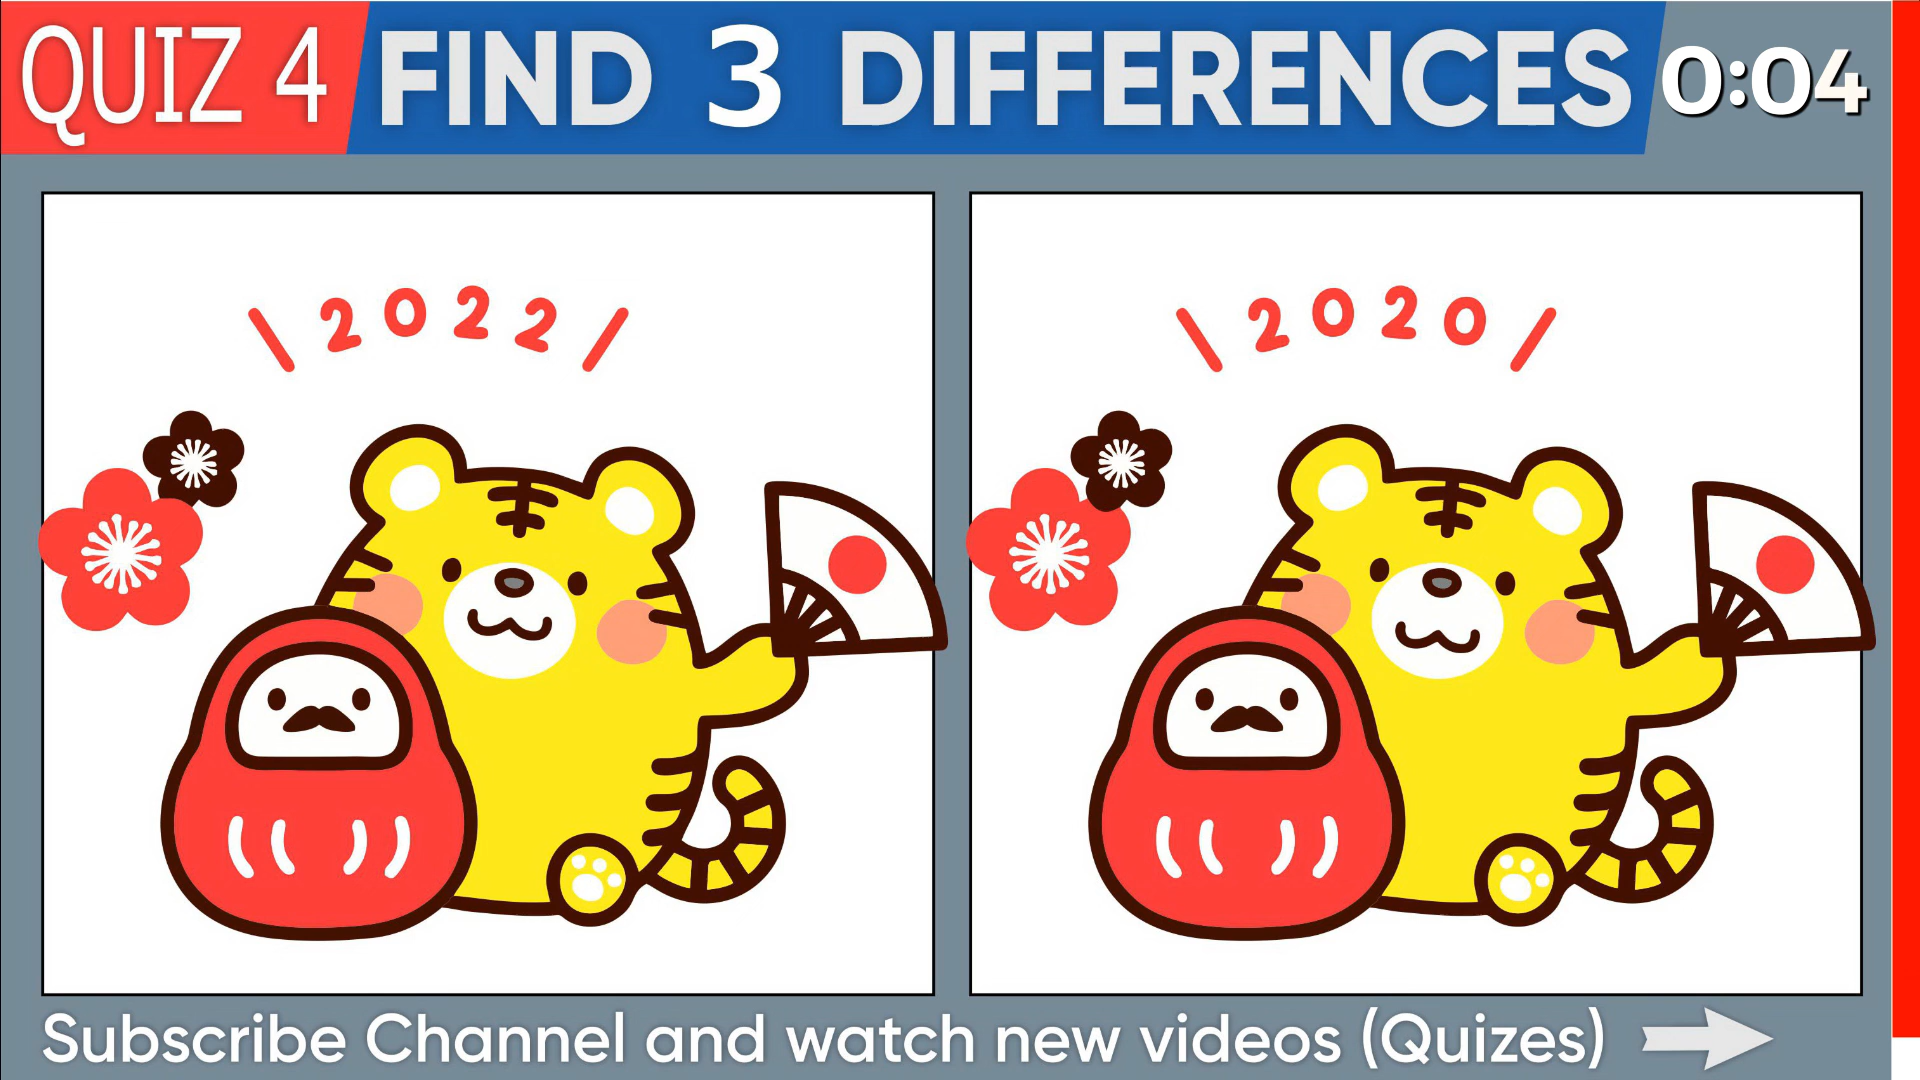 QUIZ 4 FIND 3 DIFFERENCES 0:04
\ 2022 / \ 2020 /
Subscribe Channel and watch new videos (Quizes)